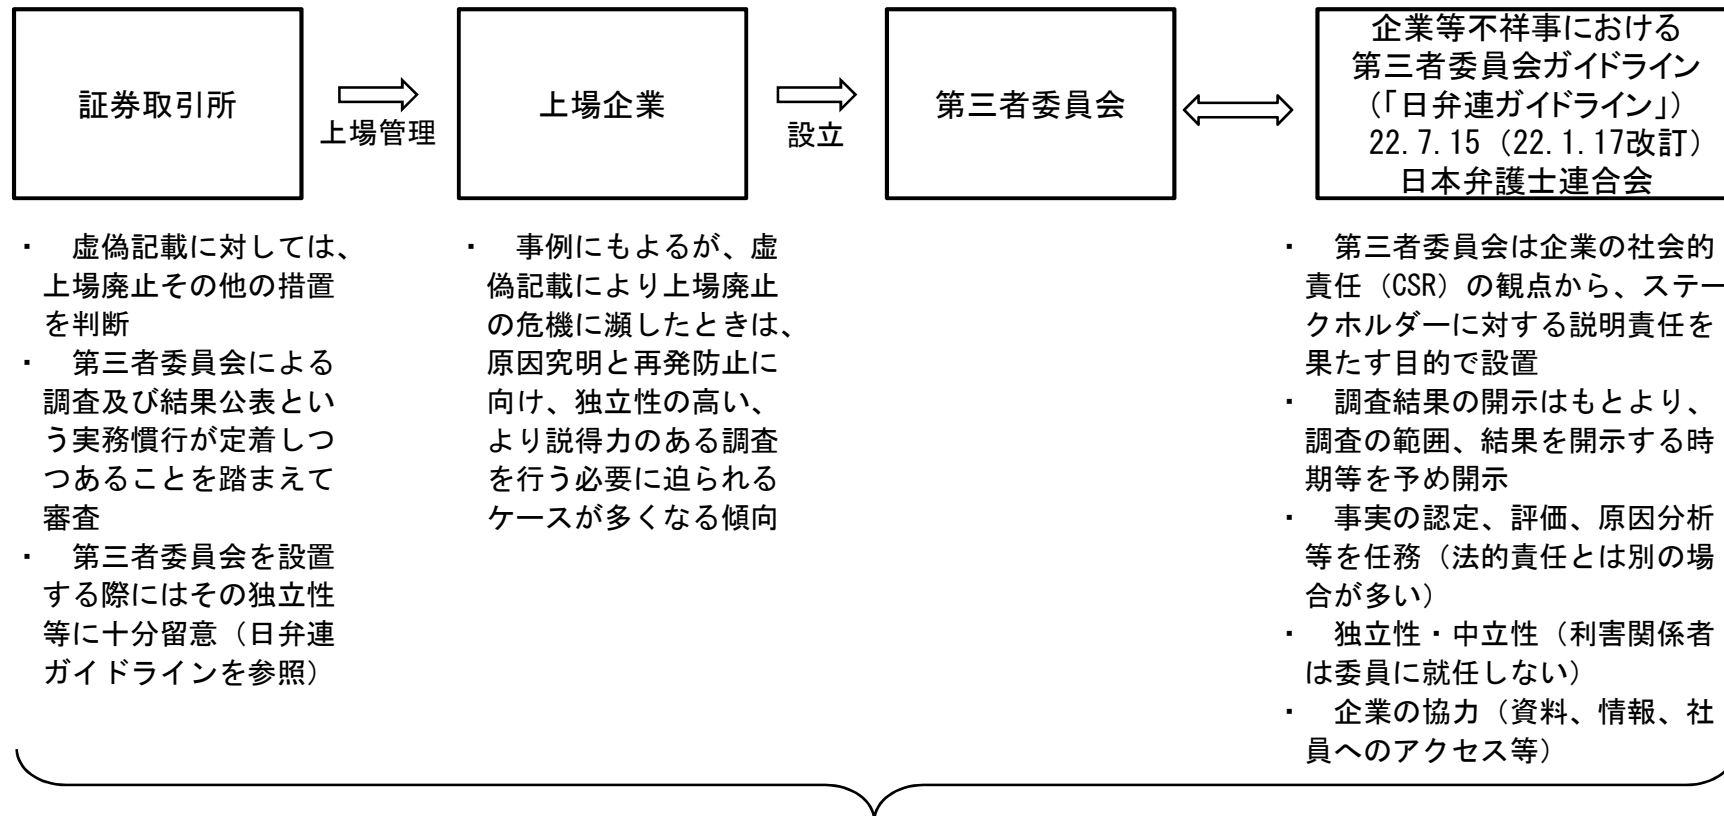 証券取引所
上場管理
上場企業
設立
第三者委員会
企業等不祥事における
第三者委員会ガイドライン
（「日弁連ガイドライン」）
22.7.15（22.1.17改訂）
日本弁護士連合会
・　虚偽記載に対しては、
上場廃止その他の措置
を判断
・　第三者委員会による
調査及び結果公表とい
う実務慣行が定着しつ
つあることを踏まえて
審査
・　第三者委員会を設置
する際にはその独立性
等に十分留意（日弁連
ガイドラインを参照）
・　事例にもよるが、虚
偽記載により上場廃止
の危機に瀕したときは、
原因究明と再発防止に
向け、独立性の高い、
より説得力のある調査
を行う必要に迫られる
ケースが多くなる傾向
・　第三者委員会は企業の社会的
責任（CSR）の観点から、ステー
クホルダーに対する説明責任を
果たす目的で設置
・　調査結果の開示はもとより、
調査の範囲、結果を開示する時
期等を予め開示
・　事実の認定、評価、原因分析
等を任務（法的責任とは別の場
合が多い）
・　独立性・中立性（利害関係者
は委員に就任しない）
・　企業の協力（資料、情報、社
員へのアクセス等）